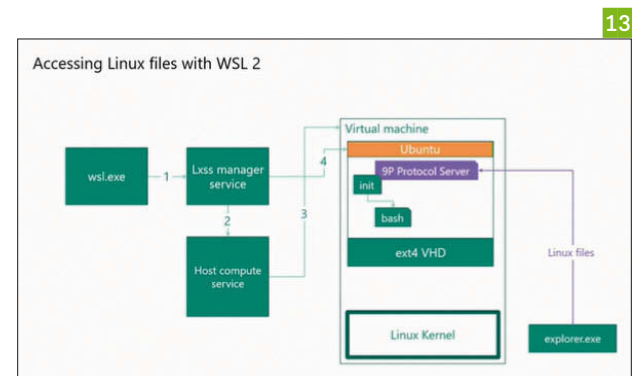 13
Accessing Linux files with WSL 2
Virtual machine
Ubuntu
9P Protocol Server
init
bash
ext4 VHD
Linux Kernel
wsl.exe
1
Lxss manager
service
2
Host compute
service
3
4
Linux files
explorer.exe